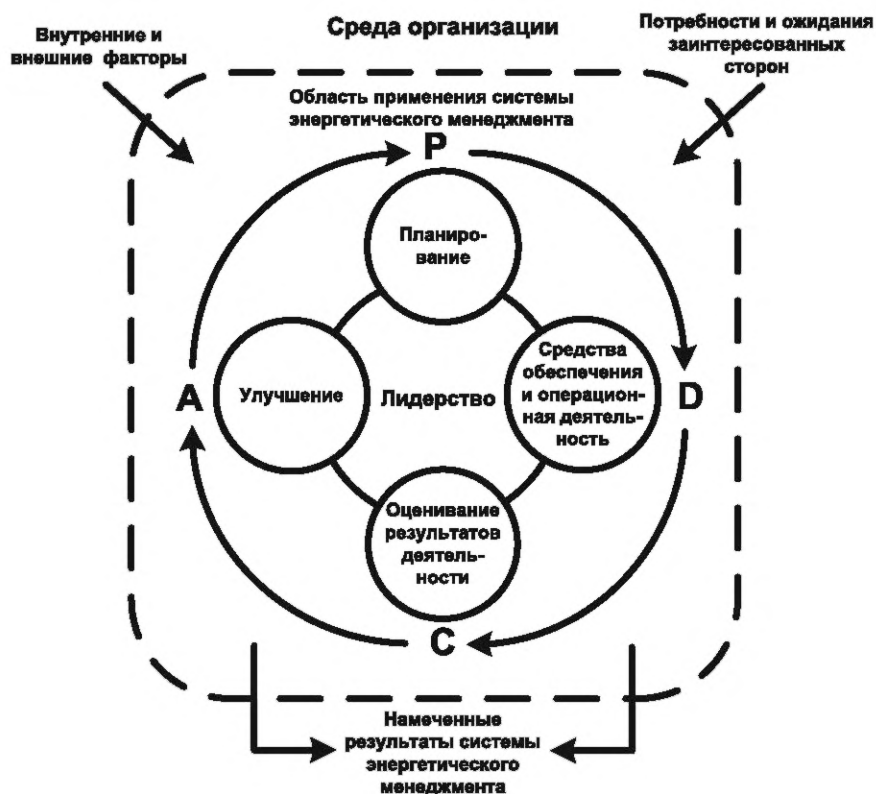 Среда организации
Внутренние и
внешние факторы
Потребности и ожидания
заинтересованных
сторон
Область применения системы
энергетического менеджмента
P
Планиро-
вание
Средства
обеспечения
и операцион-
ная деятель-
ность
D
A
Улучшение
Лидерство
Оценивание
результатов
деятель-
ности
C
Намеченные
результаты системы
энергетического
менеджмента